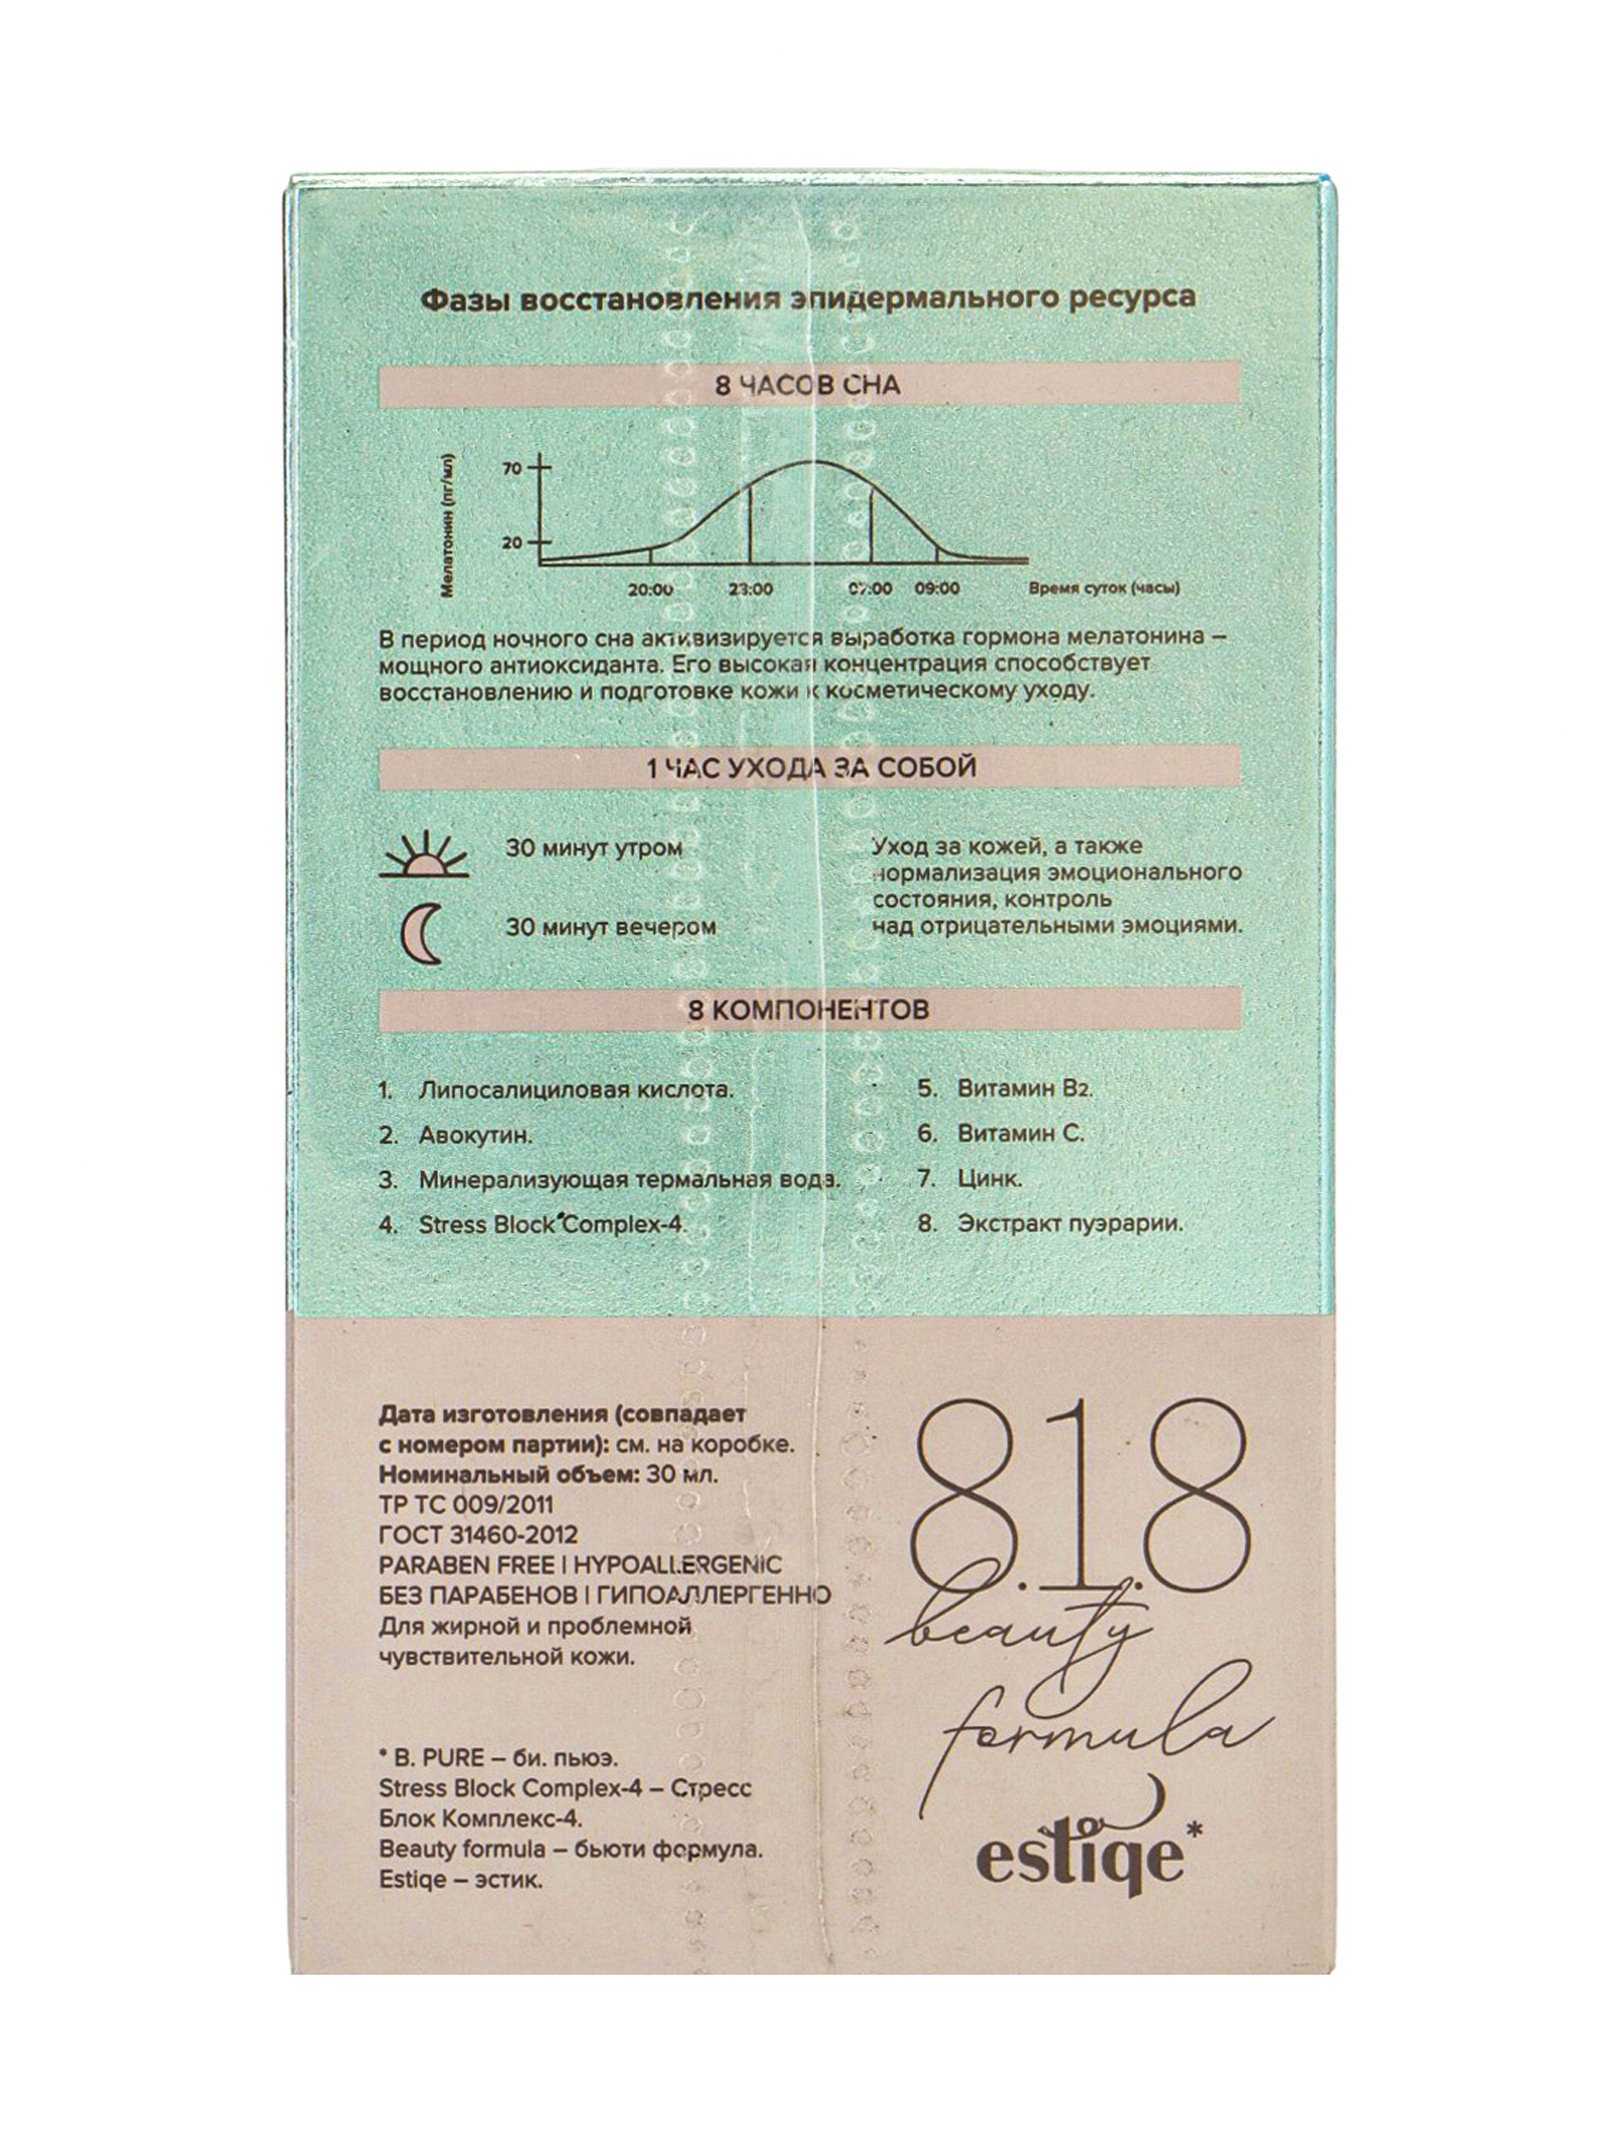 Фазы восстановления эпидермального ресурса
8 ЧАСОВ СНА
Мелатонин (пг/мл)
70
20
20:00 23:00 07:00 09:00 Время суток (часы)
В период ночного сна активизируется выработка гормона мелатонина –
мощного антиоксиданта. Его высокая концентрация способствует
восстановлению и подготовке кожи к косметическому уходу.
1 ЧАС УХОДА ЗА СОБОЙ
30 минут утром
30 минут вечером
Уход за кожей, а также
нормализация эмоционального
состояния, контроль
над отрицательными эмоциями.
8 КОМПОНЕНТОВ
1. Липосалициловая кислота.
2. Авокутин.
3. Минерализующая термальная вода.
4. Stress Block*Complex-4.
5. Витамин B2.
6. Витамин C.
7. Цинк.
8. Экстракт пуэрарии.
Дата изготовления (совпадает
с номером партии): см. на коробке.
Номинальный объем: 30 мл.
ТР ТС 009/2011
ГОСТ 31460-2012
PARABEN FREE | HYPOALLERGENIC
БЕЗ ПАРАБЕНОВ | ГИПОАЛЛЕРГЕННО
Для жирной и проблемной
чувствительной кожи.
* B. PURE – би. пьюэ.
Stress Block Complex-4 – Стресс
Блок Комплекс-4.
Beauty formula – бьюти формула.
Estiqe – эстик.
8.1.8
beauty
formula
estiqe*